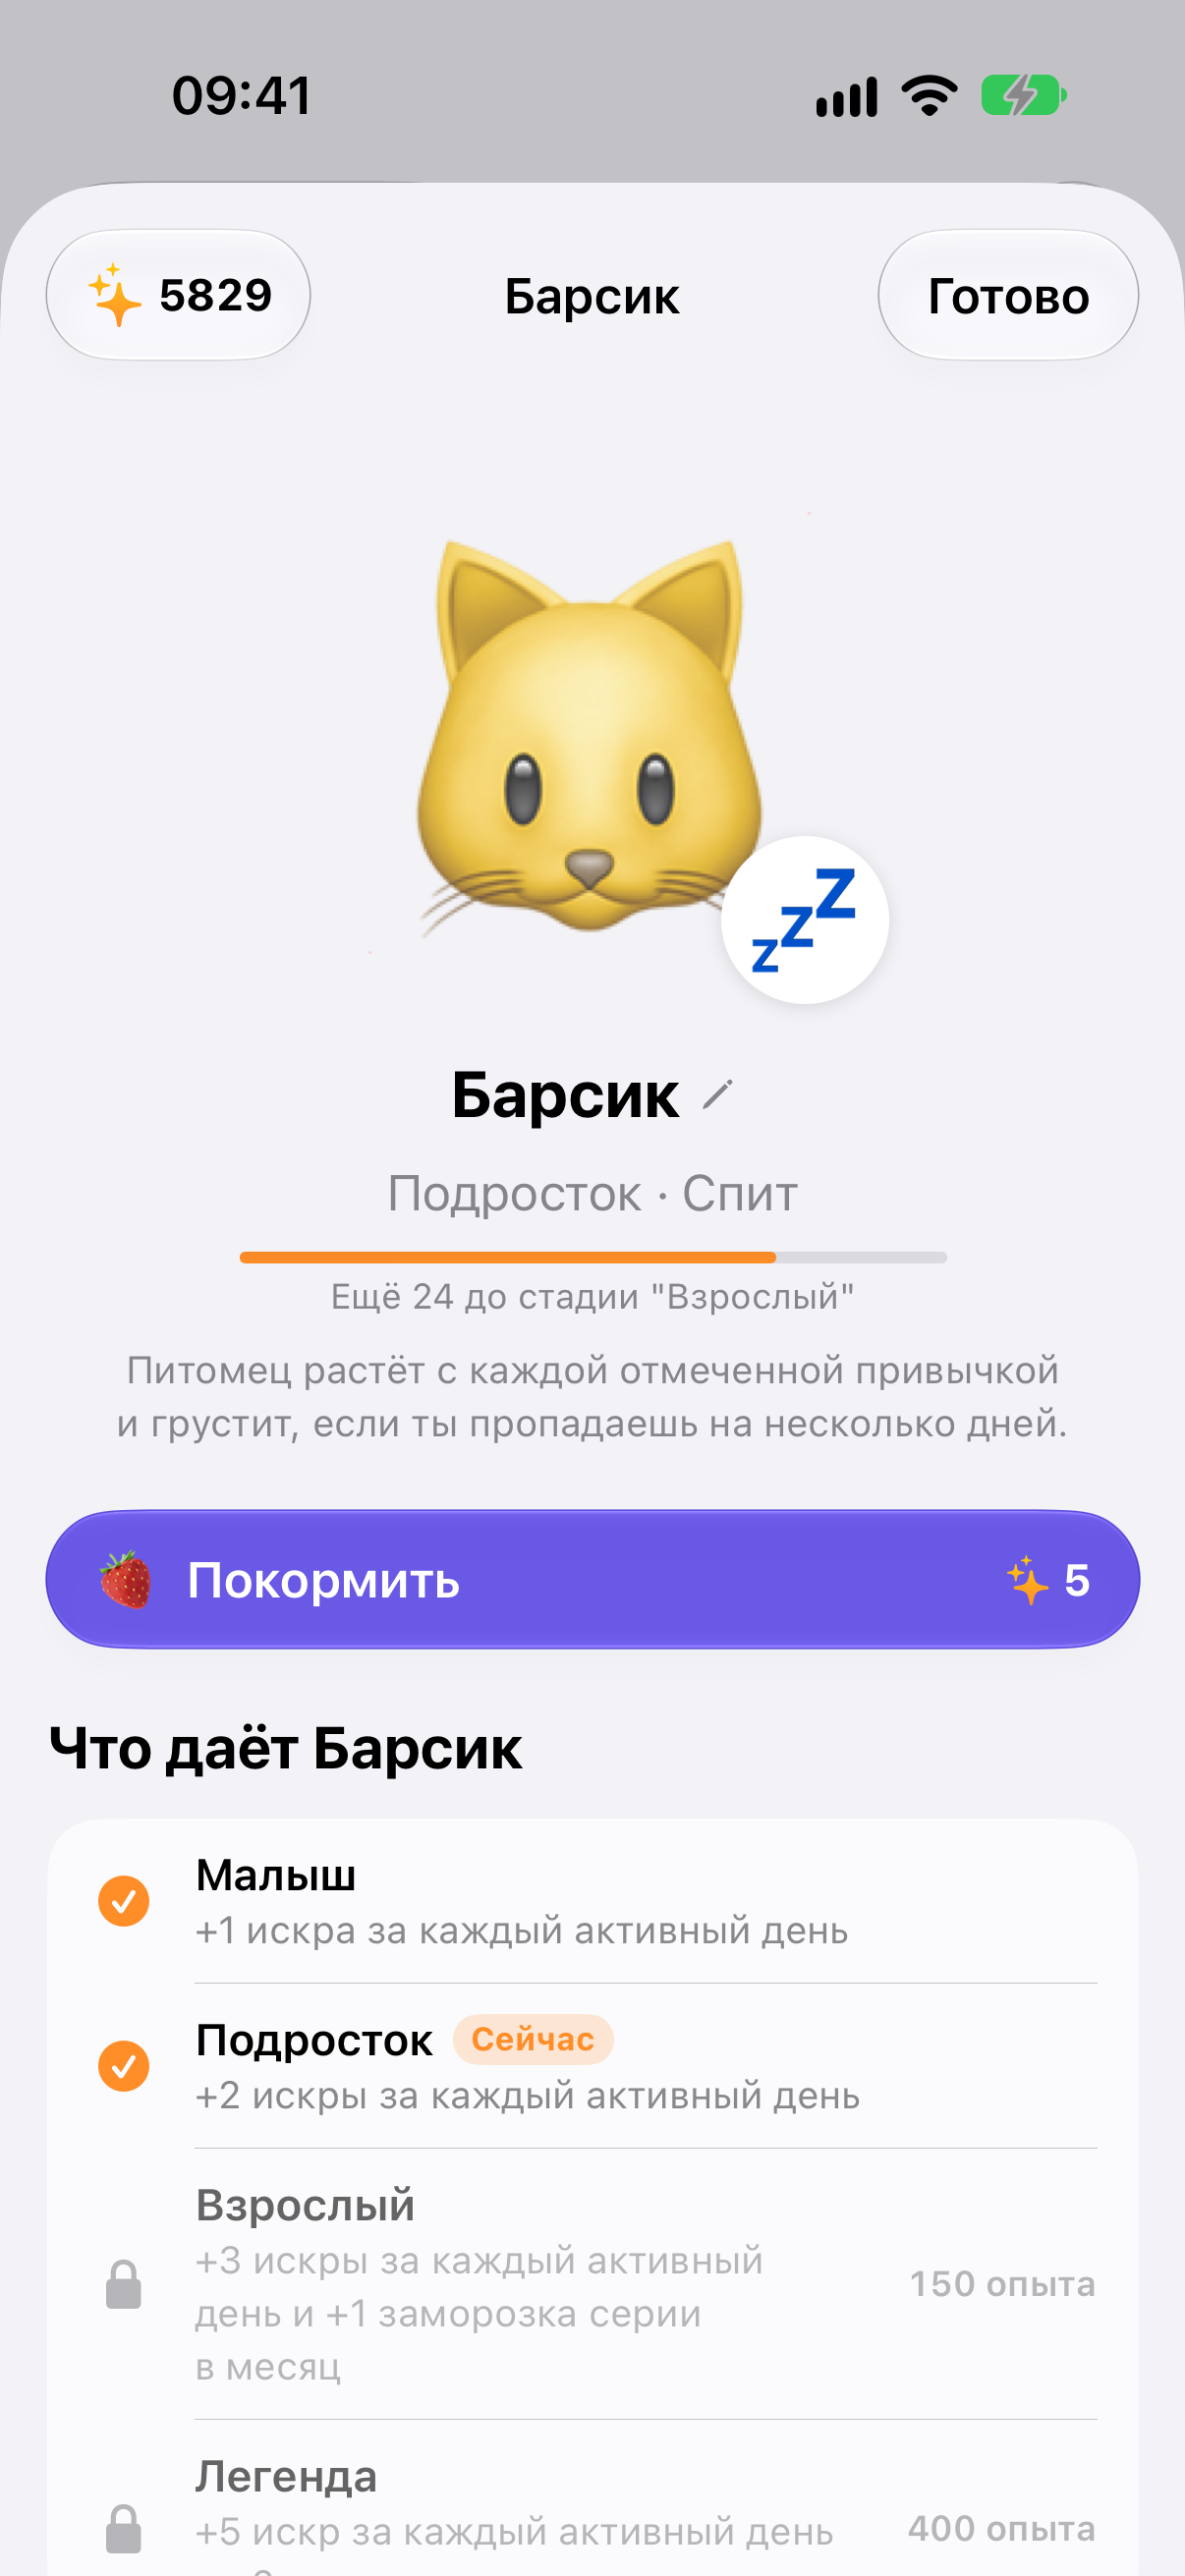 09:41
5829
Барсик
Готово
zzz
Барсик
Подросток · Спит
Ещё 24 до стадии "Взрослый"
Питомец растёт с каждой отмеченной привычкой
и грустит, если ты пропадаешь на несколько дней.
Покормить
5
Что даёт Барсик
Малыш
+1 искра за каждый активный день
Подросток
Сейчас
+2 искры за каждый активный день
Взрослый
+3 искры за каждый активный
день и +1 заморозка серии
в месяц
150 опыта
Легенда
+5 искр за каждый активный день
400 опыта